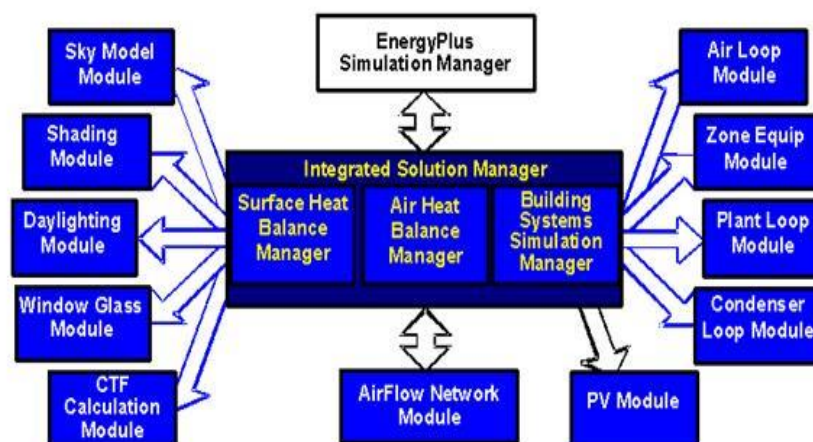 EnergyPlus
Simulation Manager
Sky Model
Module
Shading
Module
Daylighting
Module
Window Glass
Module
CTF
Calculation
Module
Integrated Solution Manager
Surface Heat
Balance
Manager
Air Heat
Balance
Manager
Building
Systems
Simulation
Manager
Air Loop
Module
Zone Equip
Module
Plant Loop
Module
Condenser
Loop Module
AirFlow Network
Module
PV Module